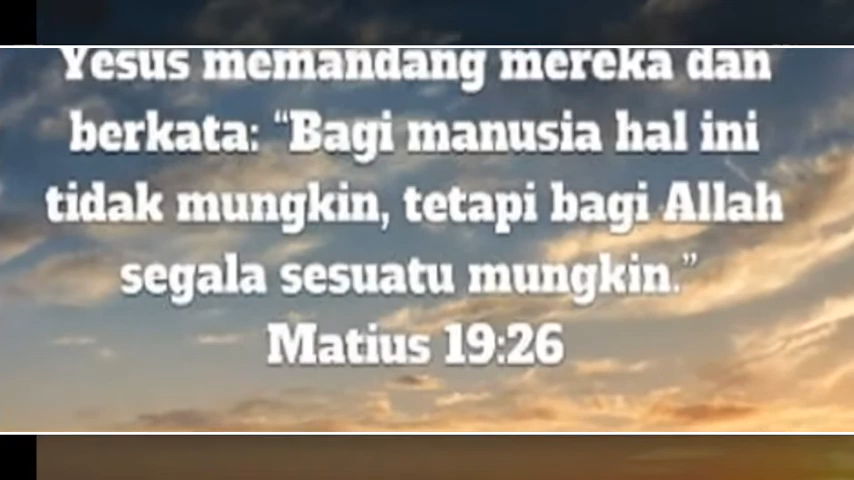 Yesus memandang mereka dan
berkata: “Bagi manusia hal ini
tidak mungkin, tetapi bagi Allah
segala sesuatu mungkin.”
Matius 19:26